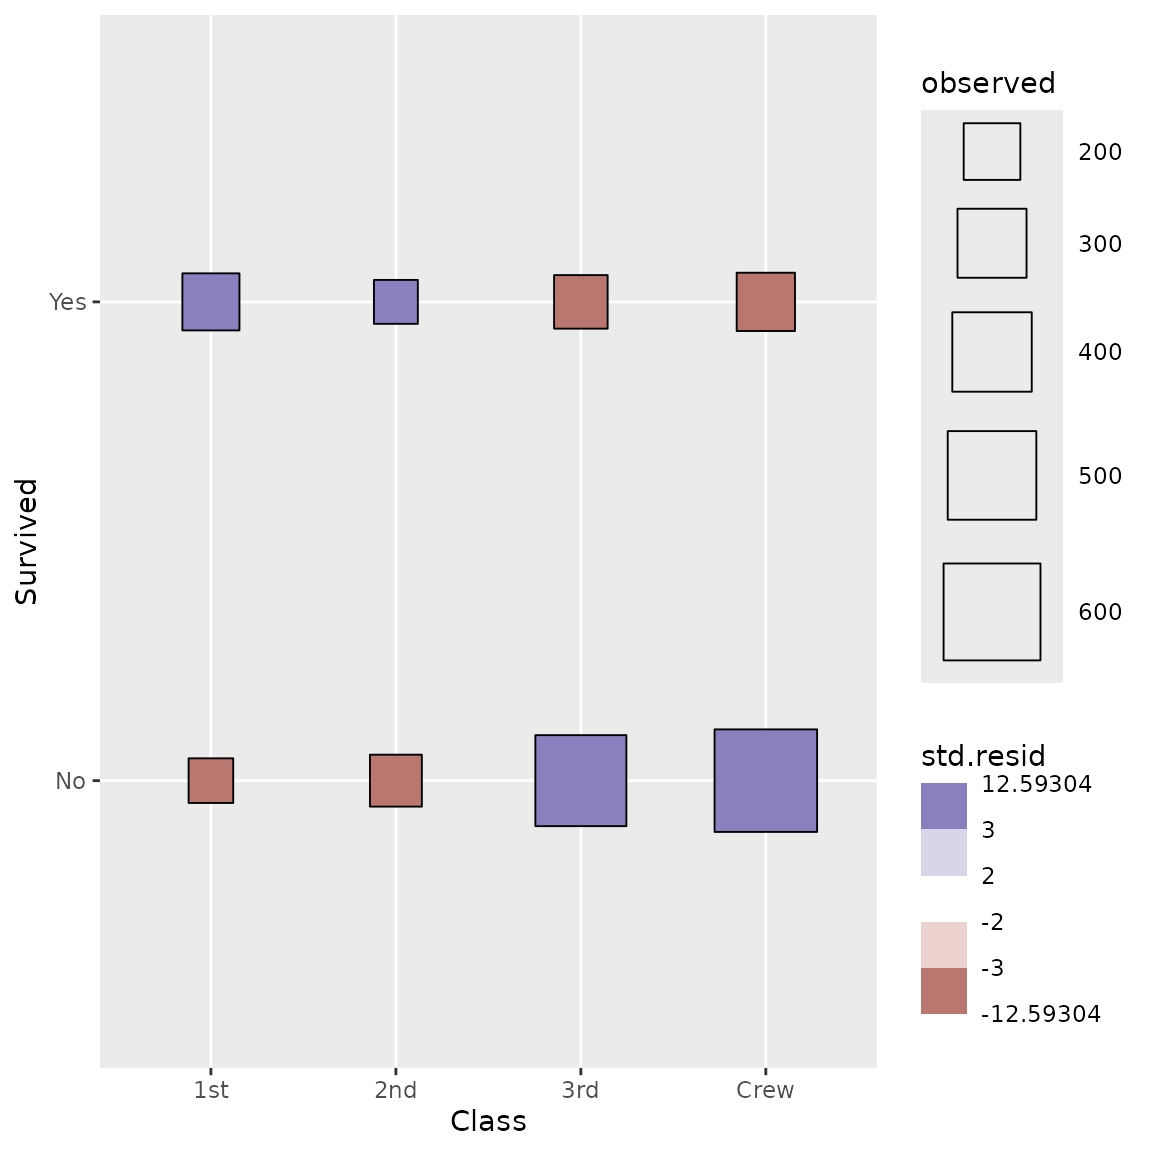 observed
200
300
400
500
600
Yes
No
Survived
1st
2nd
3rd
Crew
Class
std.resid
12.59304
3
2
-2
-3
-12.59304